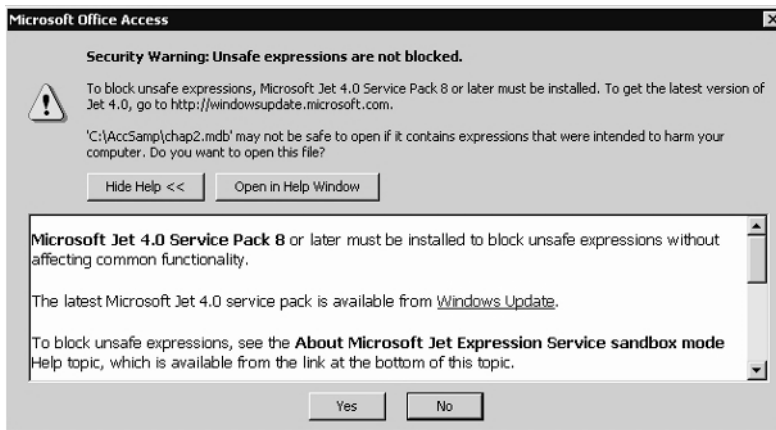 Microsoft Office Access
Security Warning: Unsafe expressions are not blocked.
To block unsafe expressions, Microsoft Jet 4.0 Service Pack 8 or later must be installed. To get the latest version of
Jet 4.0, go to http://windowsupdate.microsoft.com.
'C:\AccSamp\chap2.mdb' may not be safe to open if it contains expressions that were intended to harm your
computer. Do you want to open this file?
Hide Help << Open in Help Window
Microsoft Jet 4.0 Service Pack 8 or later must be installed to block unsafe expressions without
affecting common functionality.
The latest Microsoft Jet 4.0 service pack is available from Windows Update.
To block unsafe expressions, see the About Microsoft Jet Expression Service sandbox mode
Help topic, which is available from the link at the bottom of this topic.
Yes No